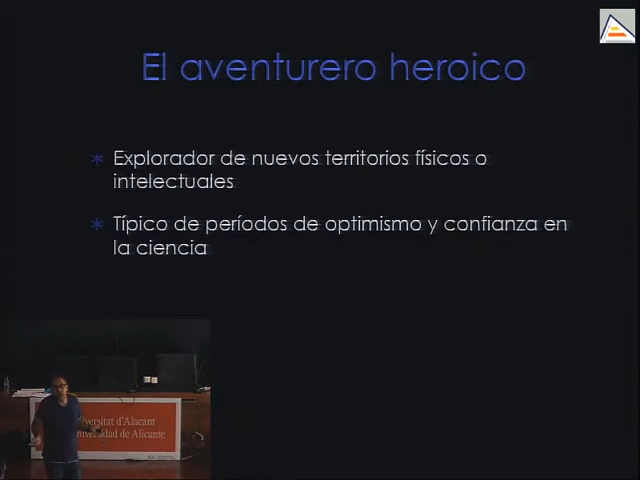 El aventurero heroico
* Explorador de nuevos territorios físicos o
intelectuales
* Típico de períodos de optimismo y confianza en
la ciencia
Universitat d'Alacant
Universidad de Alicante